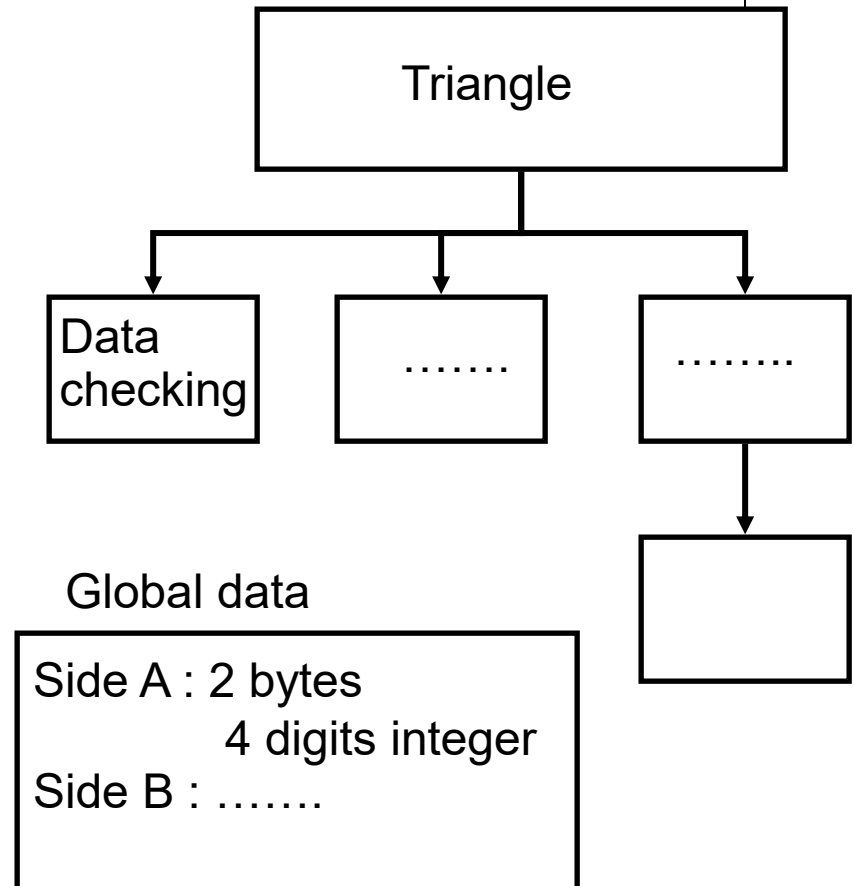 Triangle
Data
checking
.......
........
Global data
Side A : 2 bytes
4 digits integer
Side B : .......